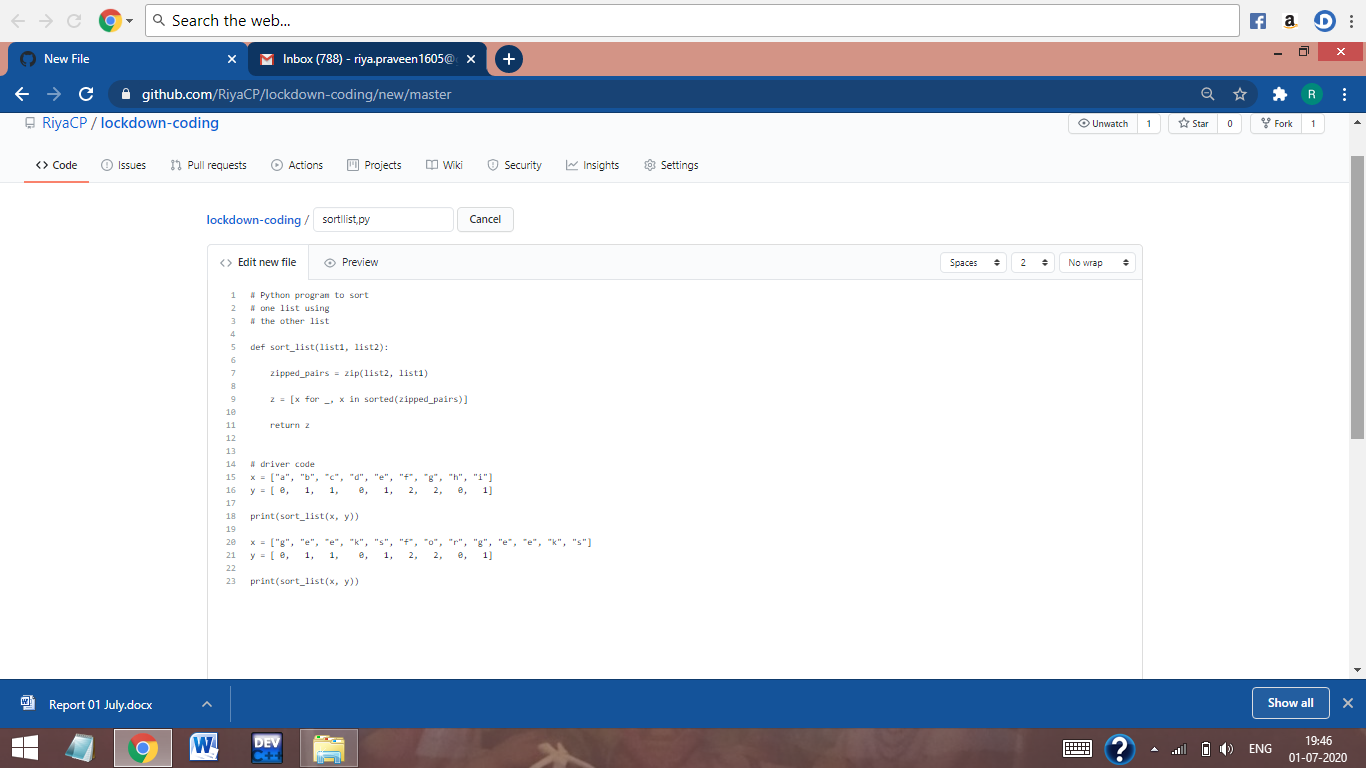 Search the web...
New File
Inbox (788) - riya.praveen1605@
github.com/RiyaCP/lockdown-coding/new/master
R
RiyaCP / lockdown-coding
Unwatch 1 Star 0 Fork 1
Code Issues Pull requests Actions Projects Wiki Security Insights Settings
lockdown-coding / sortllist,py Cancel
Edit new file Preview Spaces 2 No wrap
1 # Python program to sort
2 # one list using
3 # the other list
4
5 def sort_list(list1, list2):
6
7     zipped_pairs = zip(list2, list1)
8
9     z = [x for _, x in sorted(zipped_pairs)]
10
11     return z
12
13
14 # driver code
15 x = ["a", "b", "c", "d", "e", "f", "g", "h", "i"]
16 y = [ 0,   1,   1,    0,   1,   2,   2,   0,   1]
17
18 print(sort_list(x, y))
19
20 x = ["g", "e", "e", "k", "s", "f", "o", "r", "g", "e", "e", "k", "s"]
21 y = [ 0,   1,   1,    0,   1,   2,   2,   0,   1]
22
23 print(sort_list(x, y))
Report 01 July.docx
Show all
DEV C++
ENG
19:46
01-07-2020